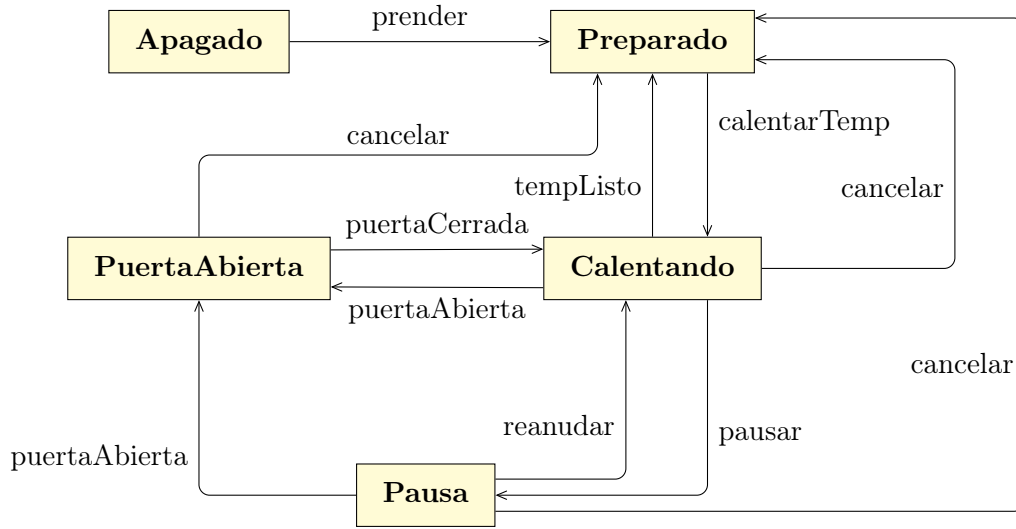 prender
Apagado
Preparado
calentarTemp
cancelar
tempListo
cancelar
puertaCerrada
PuertaAbierta
Calentando
puertaAbierta
cancelar
reanudar
pausar
puertaAbierta
Pausa